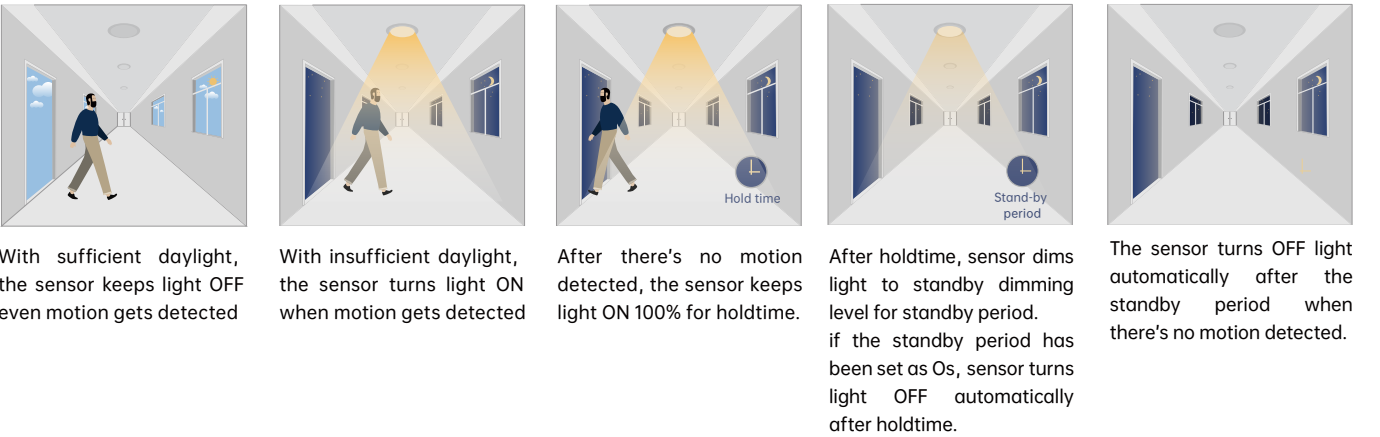 Hold time
Stand-by
period
With sufficient daylight,
the sensor keeps light OFF
even motion gets detected
With insufficient daylight,
the sensor turns light ON
when motion gets detected
After there's no motion
detected, the sensor keeps
light ON 100% for holdtime.
After holdtime, sensor dims
light to standby dimming
level for standby period.
if the standby period has
been set as Os, sensor turns
light OFF automatically
after holdtime.
The sensor turns OFF light
automatically after the
standby period when
there's no motion detected.